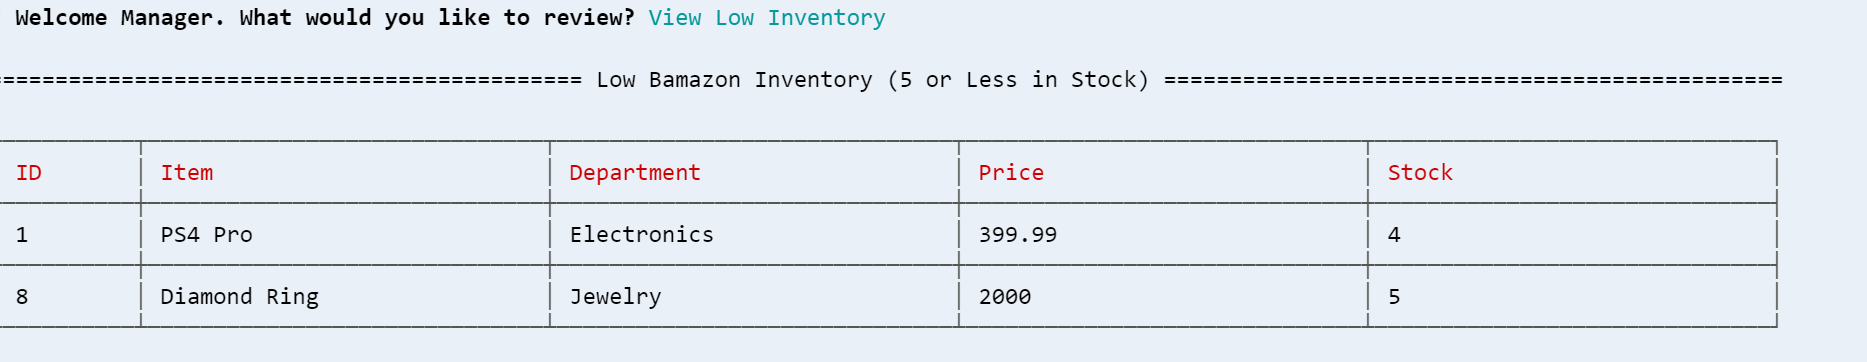 Welcome Manager. What would you like to review? View Low Inventory
============================================ Low Bamazon Inventory (5 or Less in Stock) ===============================================
ID Item Department Price Stock
1 PS4 Pro Electronics 399.99 4
8 Diamond Ring Jewelry 2000 5